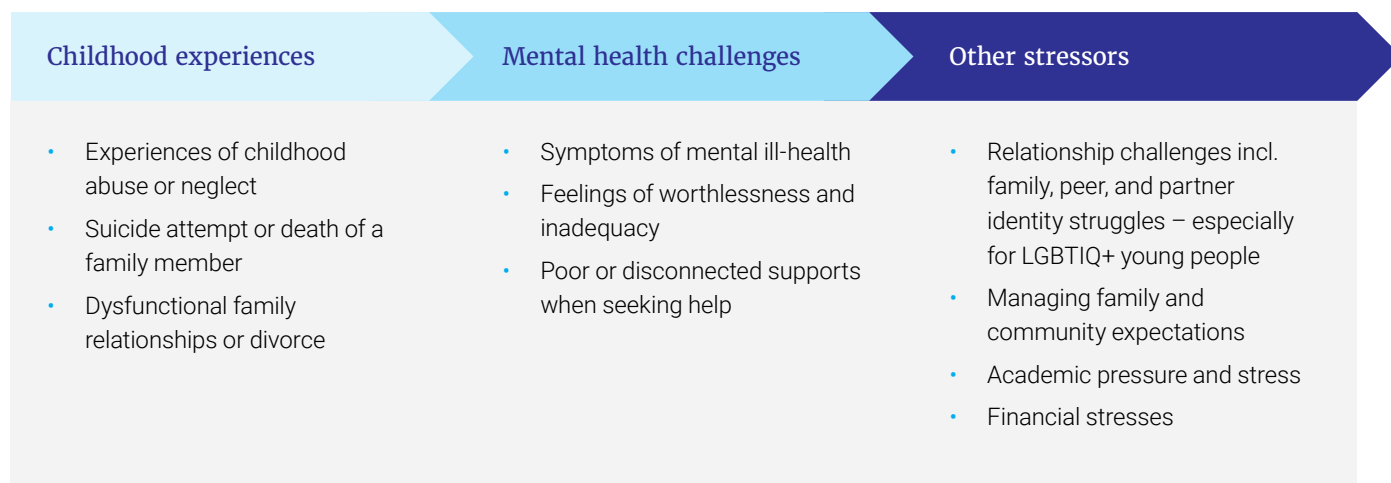 Childhood experiences
Mental health challenges
Other stressors
• Experiences of childhood
abuse or neglect
• Suicide attempt or death of a
family member
• Dysfunctional family
relationships or divorce
• Symptoms of mental ill-health
• Feelings of worthlessness and
inadequacy
• Poor or disconnected supports
when seeking help
• Relationship challenges incl.
family, peer, and partner
identity struggles – especially
for LGBTIQ+ young people
• Managing family and
community expectations
• Academic pressure and stress
• Financial stresses